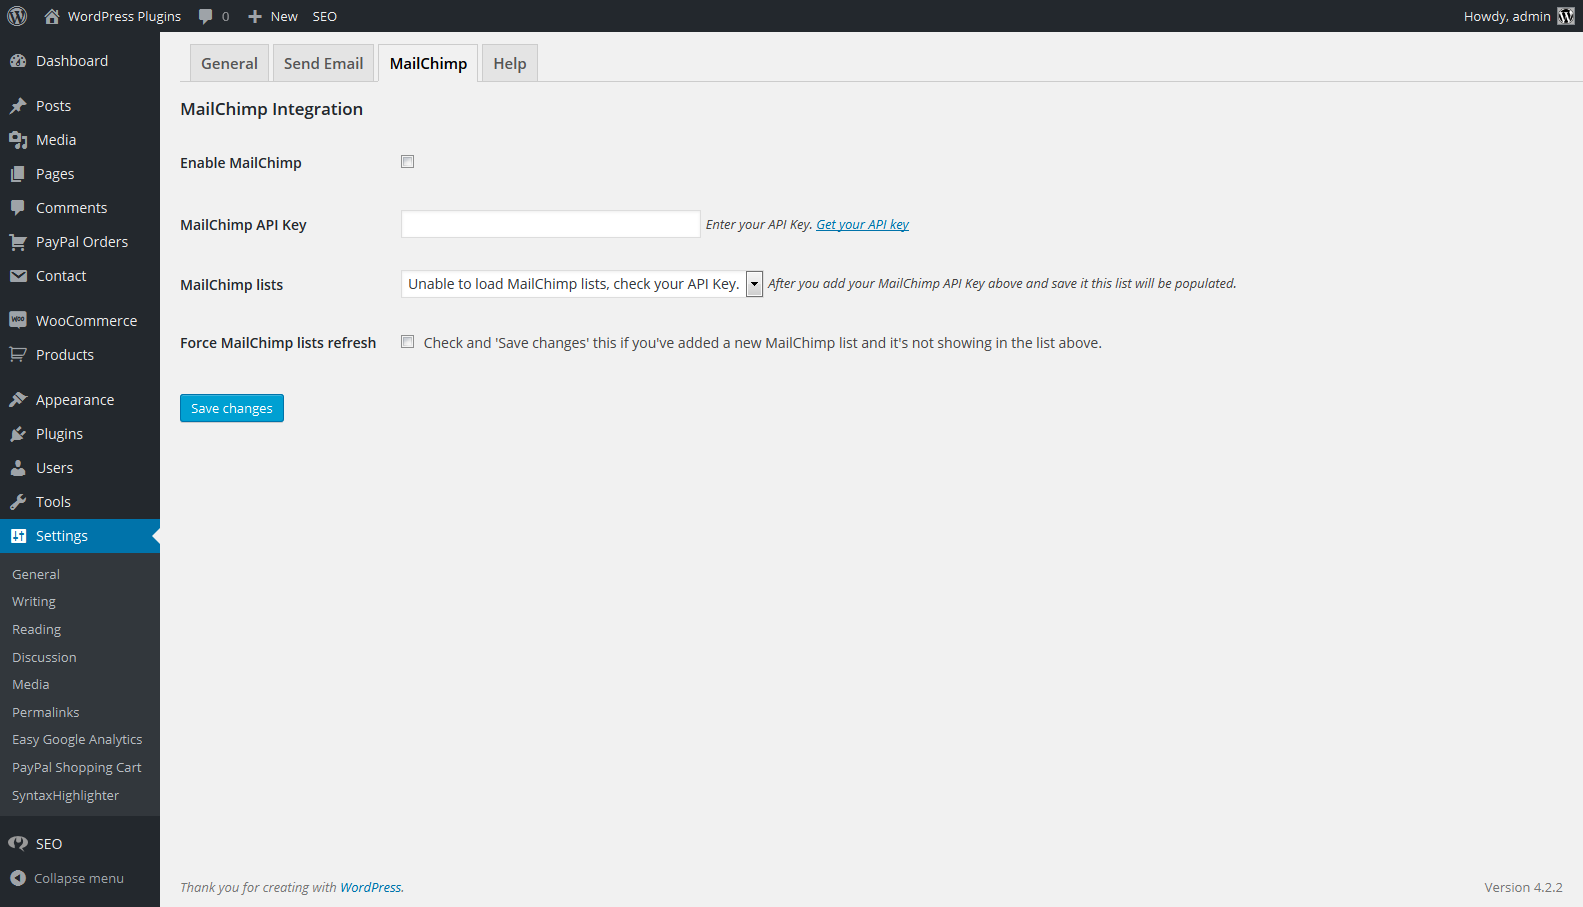 WordPress Plugins 0 New SEO Howdy, admin
Dashboard
Posts
Media
Pages
Comments
PayPal Orders
Contact
WooCommerce
Products
Appearance
Plugins
Users
Tools
Settings
General
Writing
Reading
Discussion
Media
Permalinks
Easy Google Analytics
PayPal Shopping Cart
SyntaxHighlighter
SEO
Collapse menu
General Send Email MailChimp Help
MailChimp Integration
Enable MailChimp
MailChimp API Key Enter your API Key. Get your API key
MailChimp lists Unable to load MailChimp lists, check your API Key. After you add your MailChimp API Key above and save it this list will be populated.
Force MailChimp lists refresh Check and 'Save changes' this if you've added a new MailChimp list and it's not showing in the list above.
Save changes
Thank you for creating with WordPress. Version 4.2.2